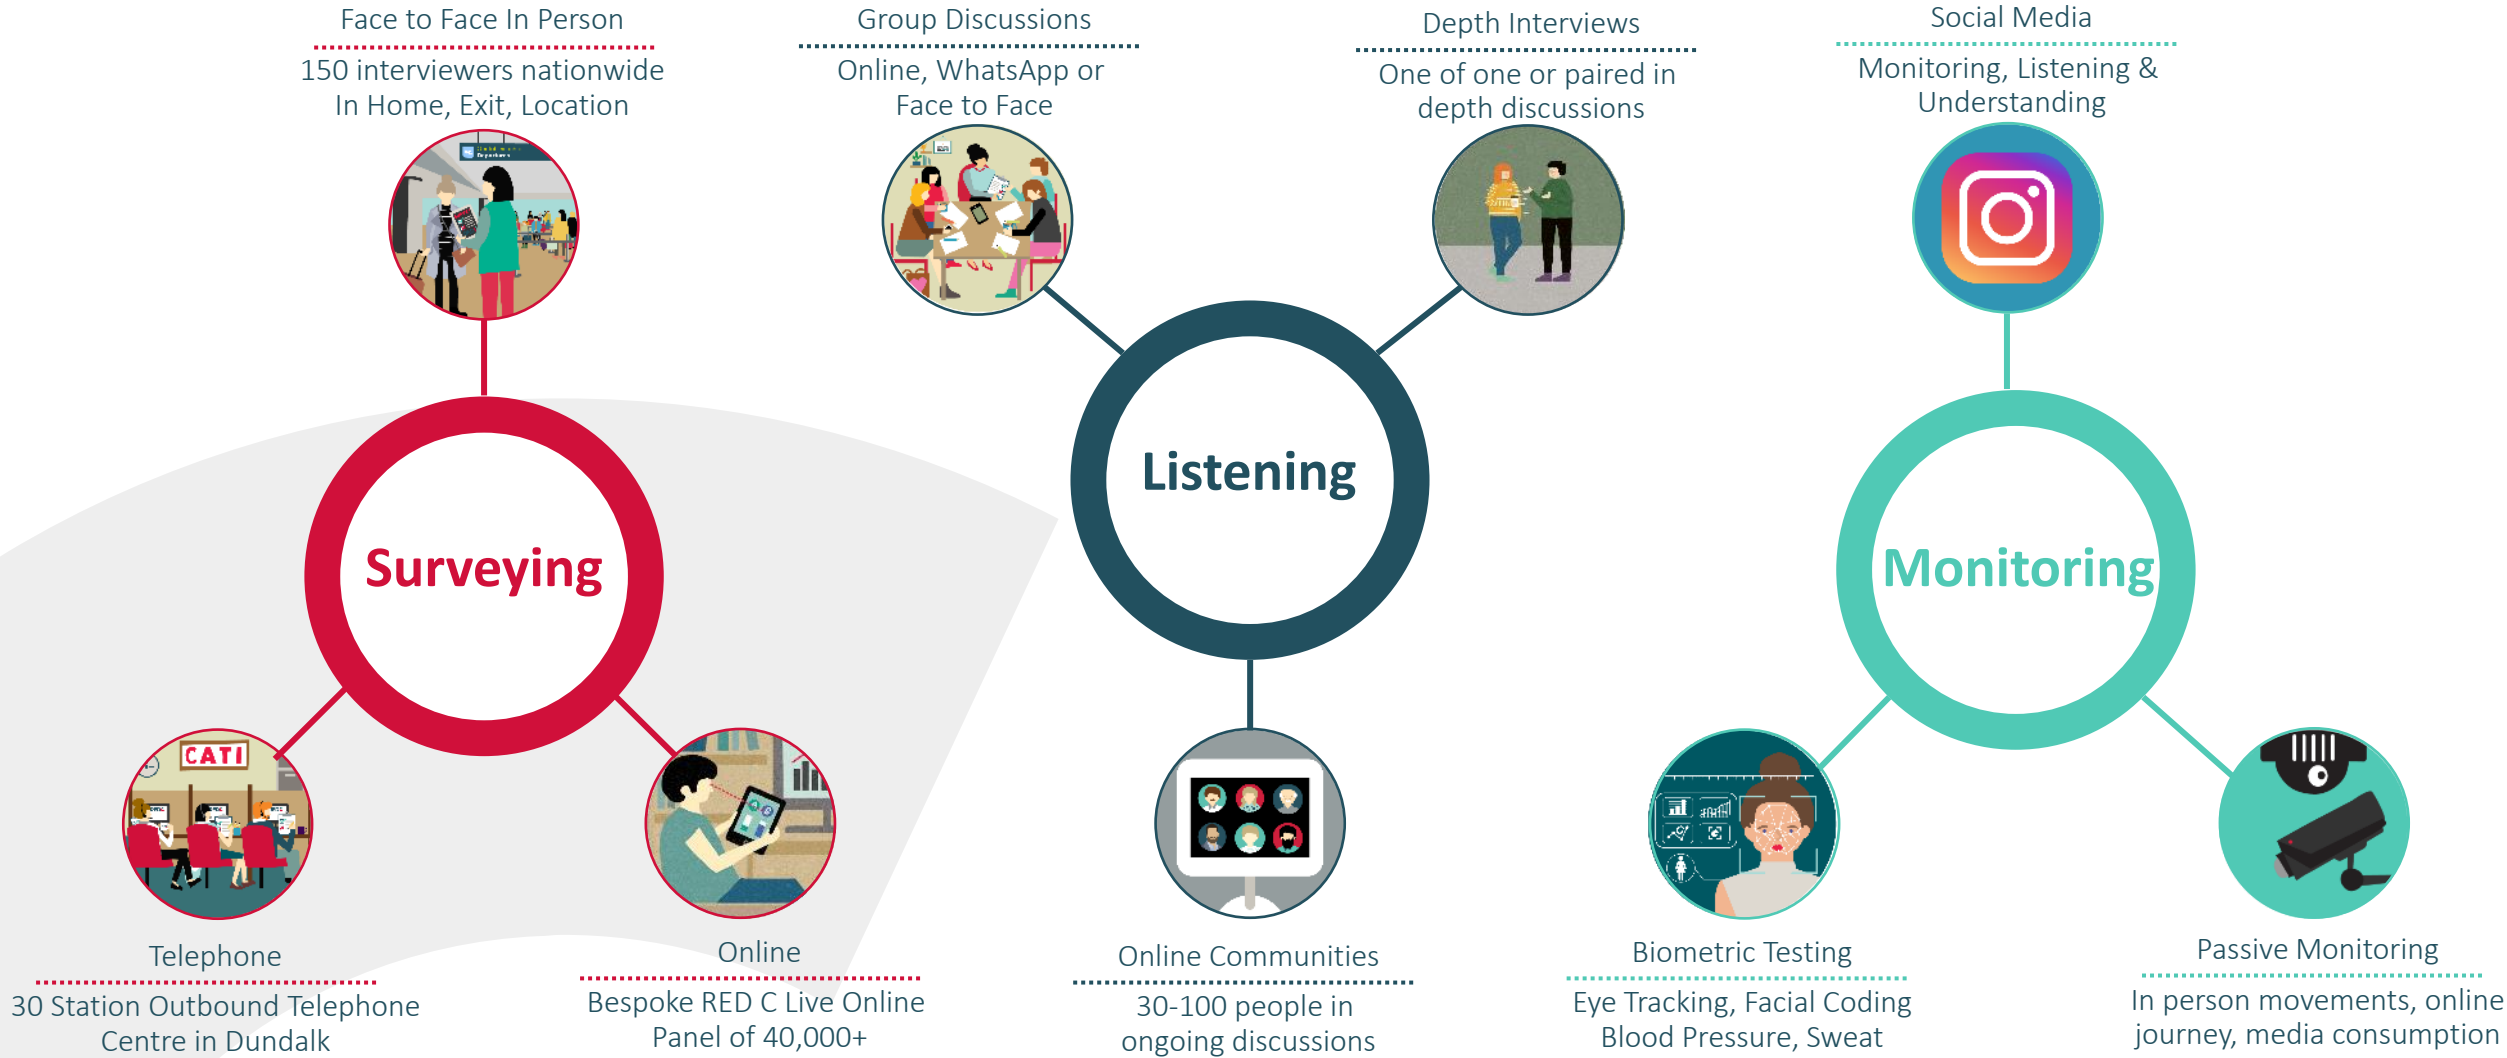 Face to Face In Person
150 interviewers nationwide
In Home, Exit, Location
Group Discussions
Online, WhatsApp or
Face to Face
Depth Interviews
One of one or paired in
depth discussions
Social Media
Monitoring, Listening &
Understanding
Surveying
Listening
Monitoring
CATI
Telephone
30 Station Outbound Telephone
Centre in Dundalk
Online
Bespoke RED C Live Online
Panel of 40,000+
Online Communities
30-100 people in
ongoing discussions
Biometric Testing
Eye Tracking, Facial Coding
Blood Pressure, Sweat
Passive Monitoring
In person movements, online
journey, media consumption